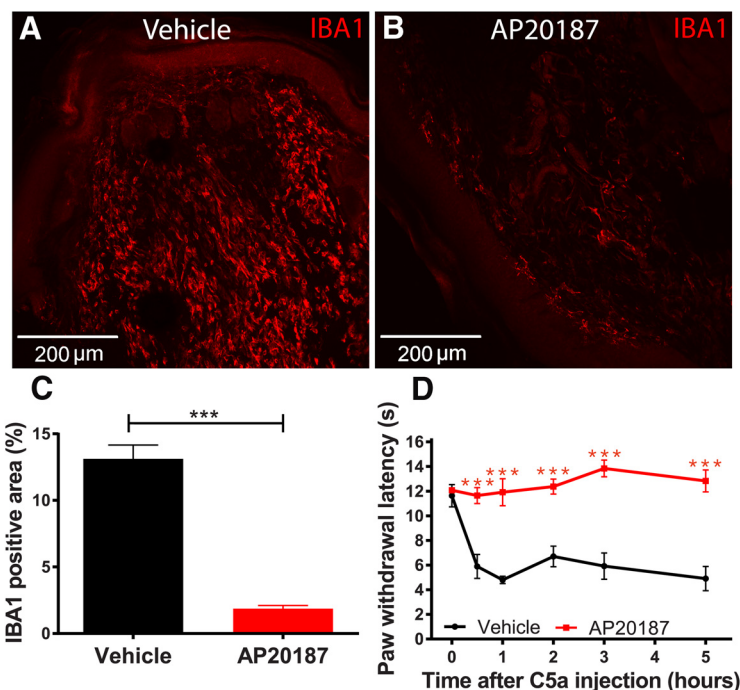 A Vehicle IBA1
B AP20187 IBA1
200 µm
200 µm
C
***
IBA1 positive area (%)
15
10
5
0
Vehicle AP20187
D
Paw withdrawal latency (s)
16
14
12
10
8
6
4
2
0
*** *** *** *** ***
Vehicle AP20187
0 1 2 3 4 5
Time after C5a injection (hours)